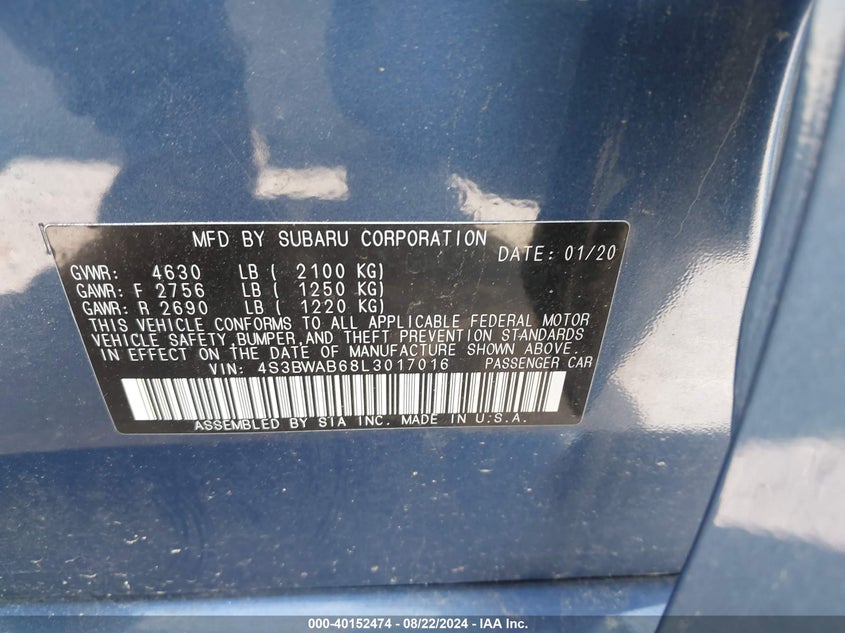 MFD BY SUBARU CORPORATION
DATE: 01/20
GVWR: 4630 LB ( 2100 KG)
GAWR: F 2756 LB ( 1250 KG)
GAWR: R 2690 LB ( 1220 KG)
THIS VEHICLE CONFORMS TO ALL APPLICABLE FEDERAL MOTOR
VEHICLE SAFETY,BUMPER,AND THEFT PREVENTION STANDARDS
IN EFFECT ON THE DATE OF MANUFACTURE SHOWN ABOVE.
VIN: 4S3BWAB68L3017016 PASSENGER CAR
ASSEMBLED BY SIA INC. MADE IN U.S.A.
000-40152474 - 08/22/2024 - IAA Inc.